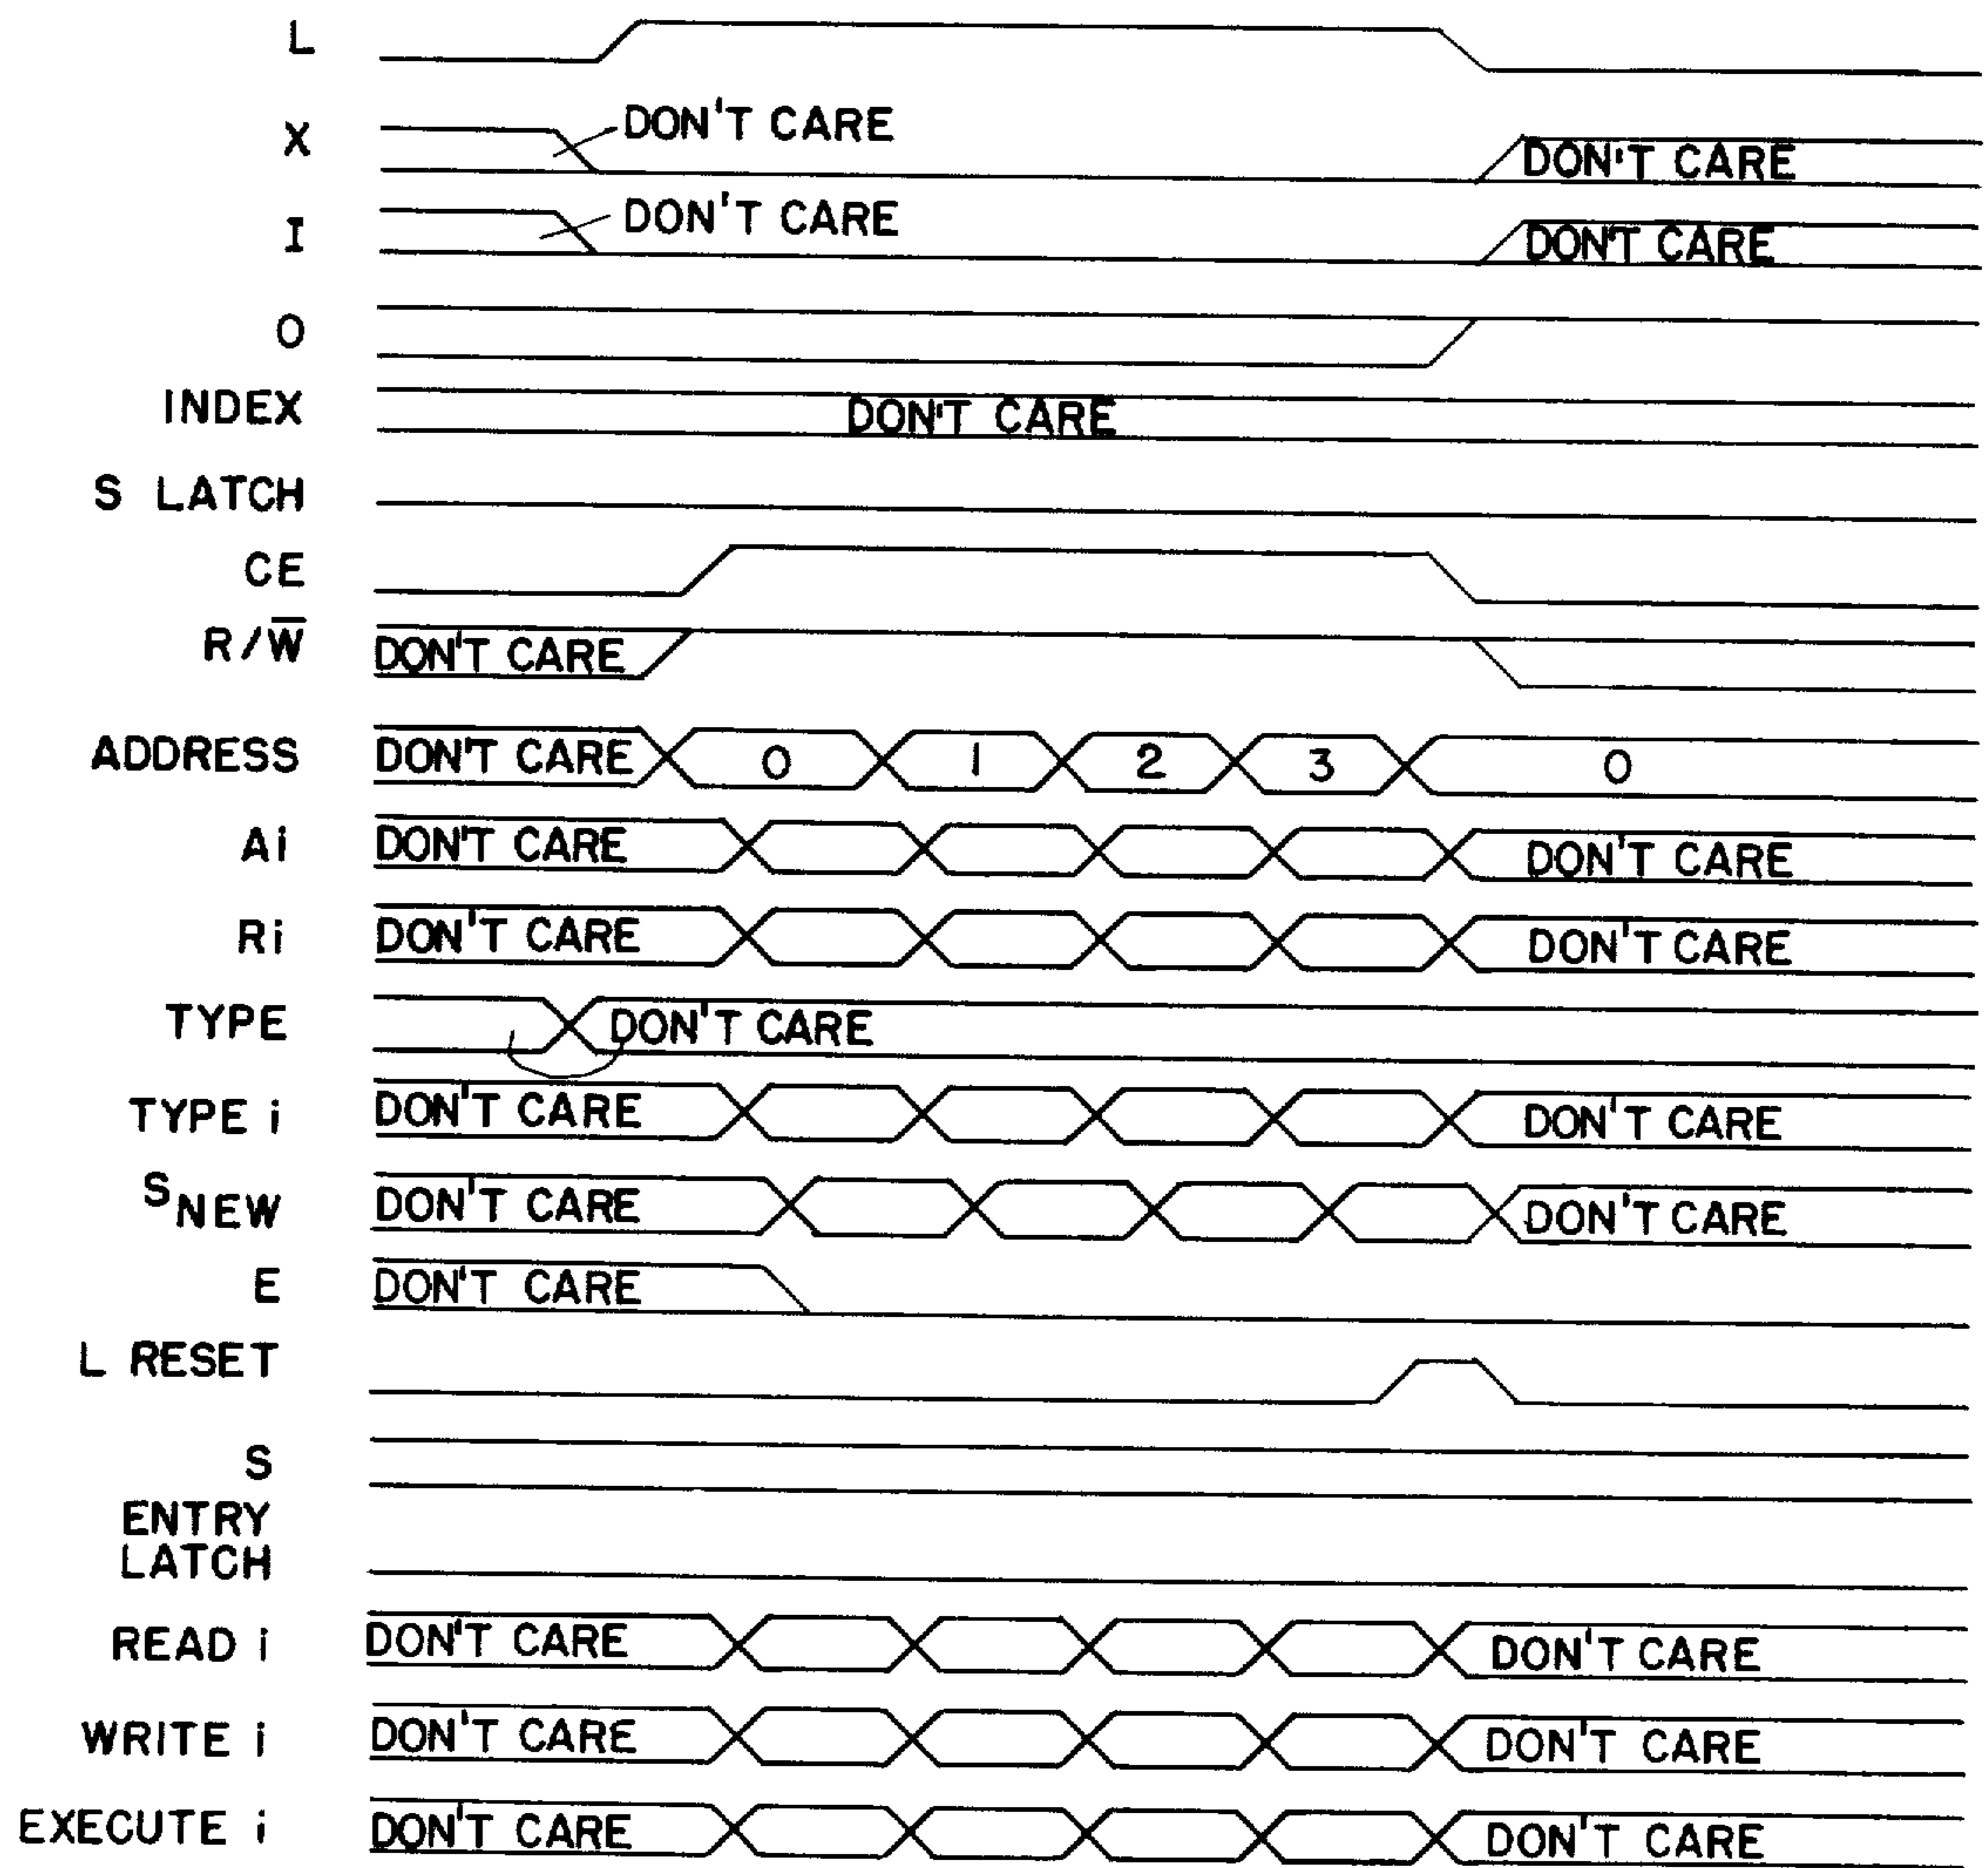 L
X DON'T CARE DON'T CARE
I DON'T CARE DON'T CARE
O
INDEX DON'T CARE
S LATCH
CE
R/W̅ DON'T CARE
ADDRESS DON'T CARE 0 1 2 3 0
Ai DON'T CARE DON'T CARE
Ri DON'T CARE DON'T CARE
TYPE DON'T CARE
TYPE i DON'T CARE DON'T CARE
SNEW DON'T CARE DON'T CARE
E DON'T CARE
L RESET
S
ENTRY
LATCH
READ i DON'T CARE DON'T CARE
WRITE i DON'T CARE DON'T CARE
EXECUTE i DON'T CARE DON'T CARE